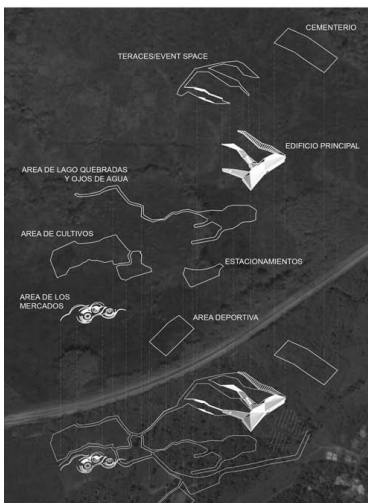 CEMENTERIO
TERACES/EVENT SPACE
EDIFICIO PRINCIPAL
AREA DE LAGO QUEBRADAS
Y OJOS DE AGUA
AREA DE CULTIVOS
ESTACIONAMIENTOS
AREA DE LOS
MERCADOS
AREA DEPORTIVA